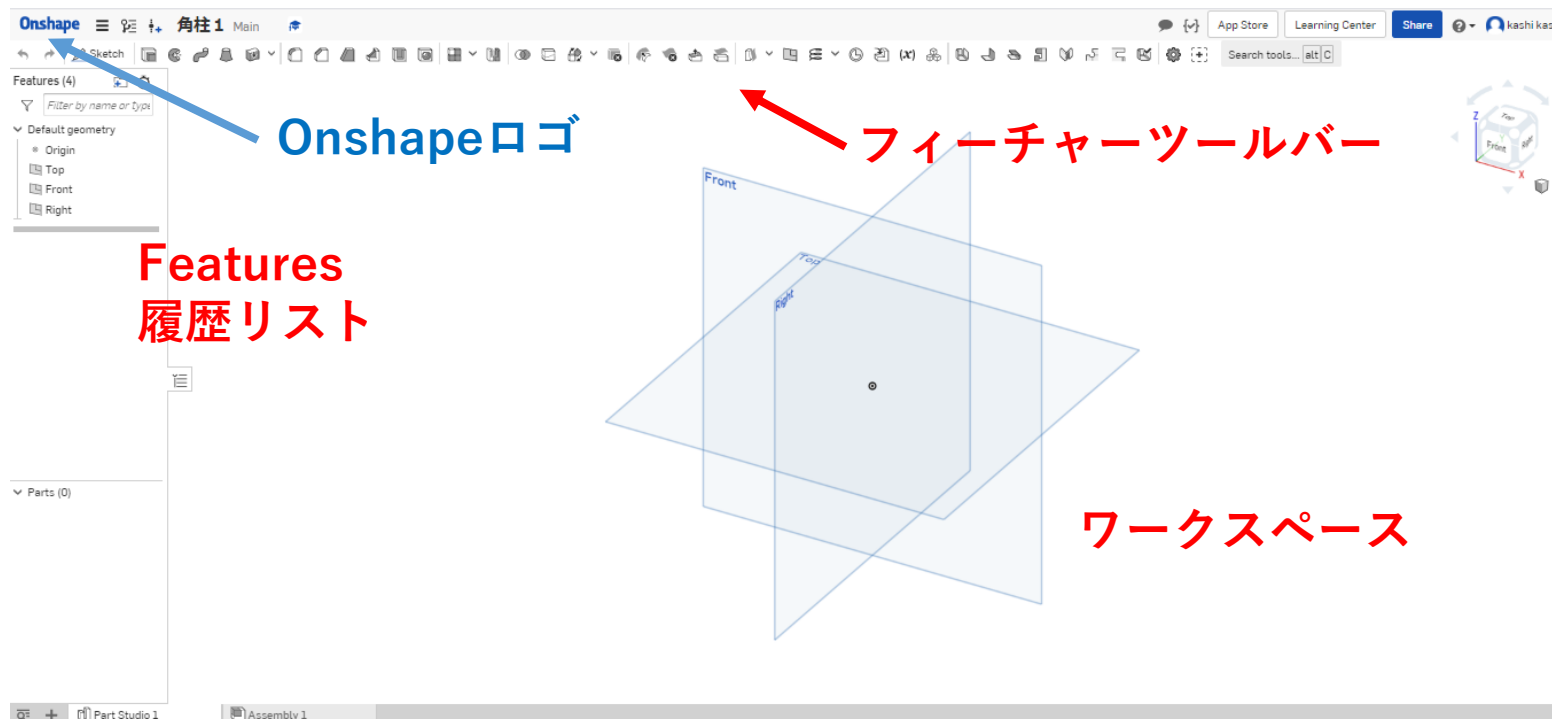 Onshape 角柱1 Main App Store Learning Center Share kashi kas
Sketch (x) Search tools... alt C
Features (4)
Filter by name or type
Default geometry
Origin
Top
Front
Right
Onshapeロゴ
フィーチャーツールバー
Features
履歴リスト
Z
Top
Front
Right
Y
X
Front
Top
Right
ワークスペース
Parts (0)
Part Studio 1 Assembly 1